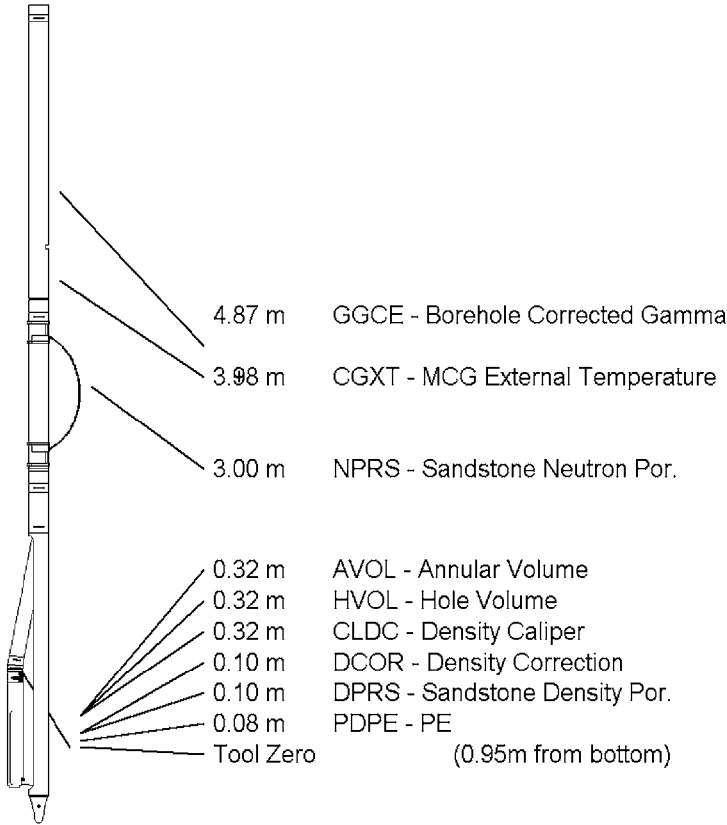 4.87 m GGCE - Borehole Corrected Gamma
3.98 m CGXT - MCG External Temperature
3.00 m NPRS - Sandstone Neutron Por.
0.32 m AVOL - Annular Volume
0.32 m HVOL - Hole Volume
0.32 m CLDC - Density Caliper
0.10 m DCOR - Density Correction
0.10 m DPRS - Sandstone Density Por.
0.08 m PDPE - PE
Tool Zero (0.95m from bottom)